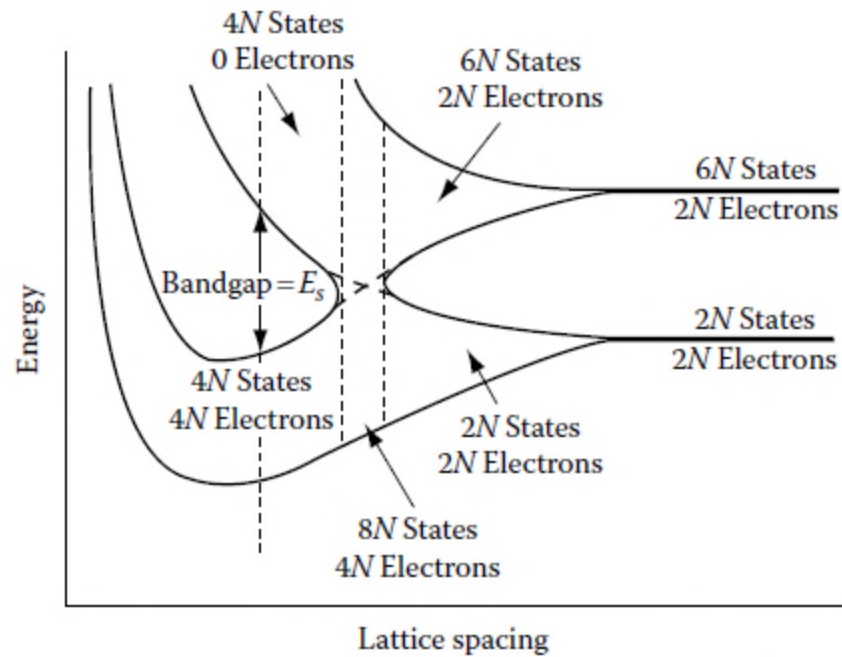 4N States
0 Electrons
6N States
2N Electrons
6N States
2N Electrons
Bandgap = Es
2N States
2N Electrons
4N States
4N Electrons
2N States
2N Electrons
8N States
4N Electrons
Energy
Lattice spacing